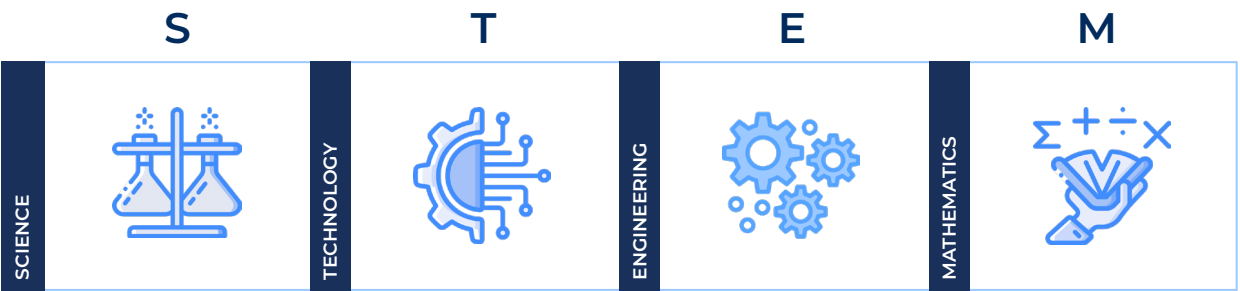 S
T
E
M
SCIENCE
TECHNOLOGY
ENGINEERING
MATHEMATICS
Σ + ÷ ×